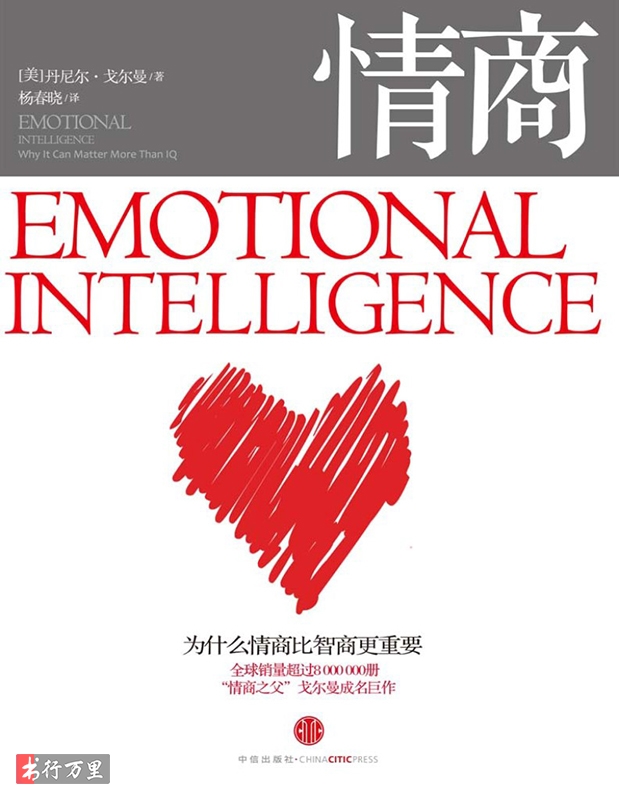 情商
[美]丹尼尔·戈尔曼/著
杨春晓/译
EMOTIONAL
INTELLIGENCE
Why It Can Matter More Than IQ
EMOTIONAL
INTELLIGENCE
为什么情商比智商更重要
全球销量超过8 000 000册
“情商之父”戈尔曼成名巨作
中信出版社·CHINACITICPRESS
书行万里